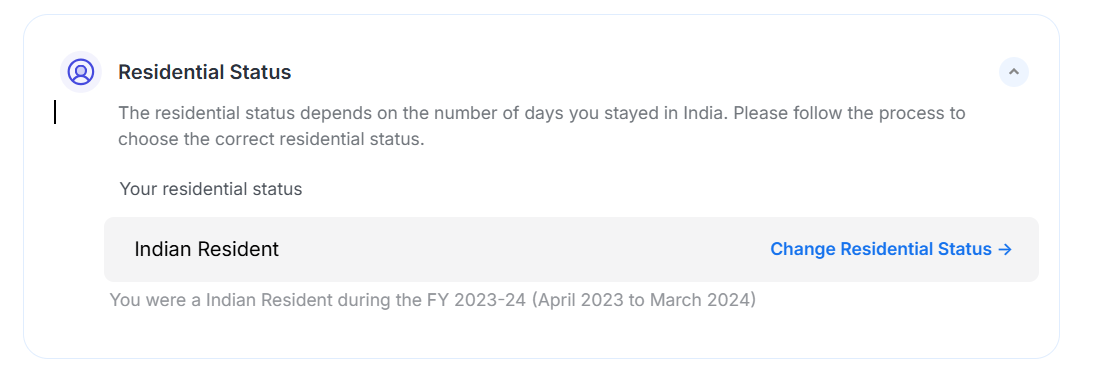 Residential Status
The residential status depends on the number of days you stayed in India. Please follow the process to
choose the correct residential status.
Your residential status
Indian Resident
Change Residential Status →
You were a Indian Resident during the FY 2023-24 (April 2023 to March 2024)